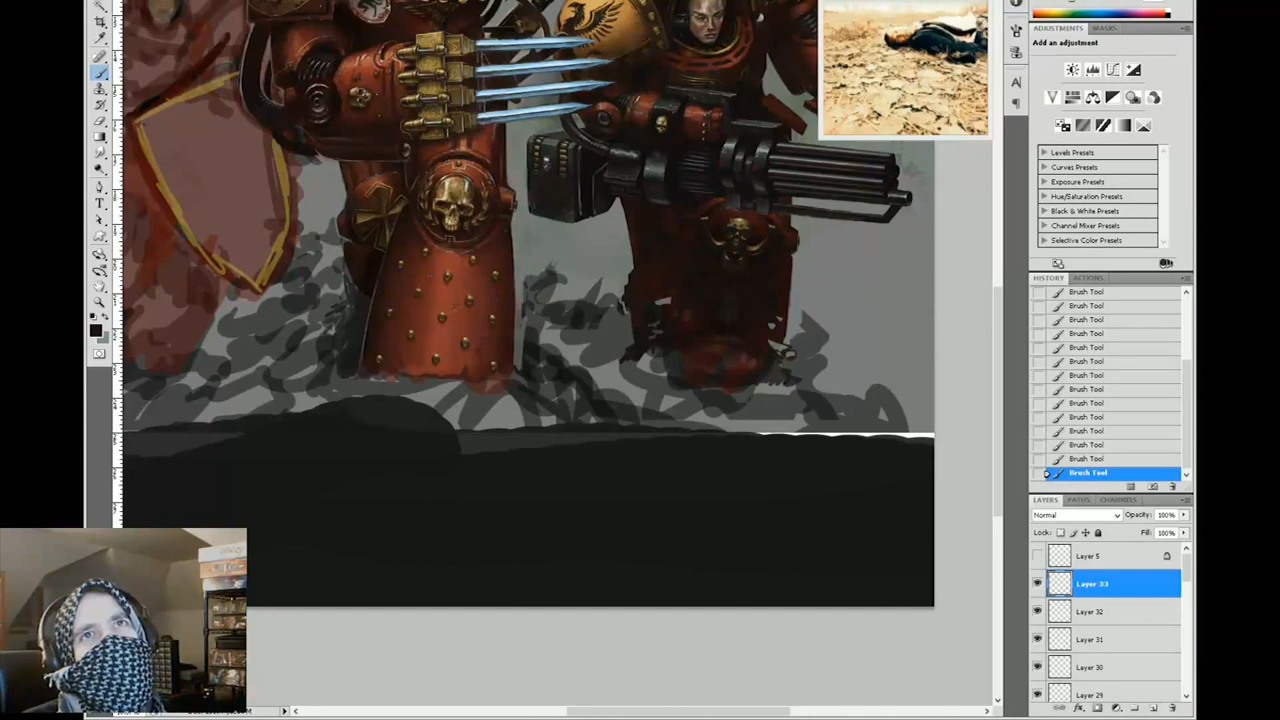 ADJUSTMENTS MASKS
Add an adjustment
Levels Presets
Curves Presets
Exposure Presets
Hue/Saturation Presets
Black & White Presets
Channel Mixer Presets
Selective Color Presets
HISTORY ACTIONS
Brush Tool
Brush Tool
Brush Tool
Brush Tool
Brush Tool
Brush Tool
Brush Tool
Brush Tool
Brush Tool
Brush Tool
Brush Tool
Brush Tool
Brush Tool
Brush Tool
LAYERS PATHS CHANNELS
Normal Opacity: 100%
Lock: Fill: 100%
Layer 5
Layer 33
Layer 32
Layer 31
Layer 30
Layer 29